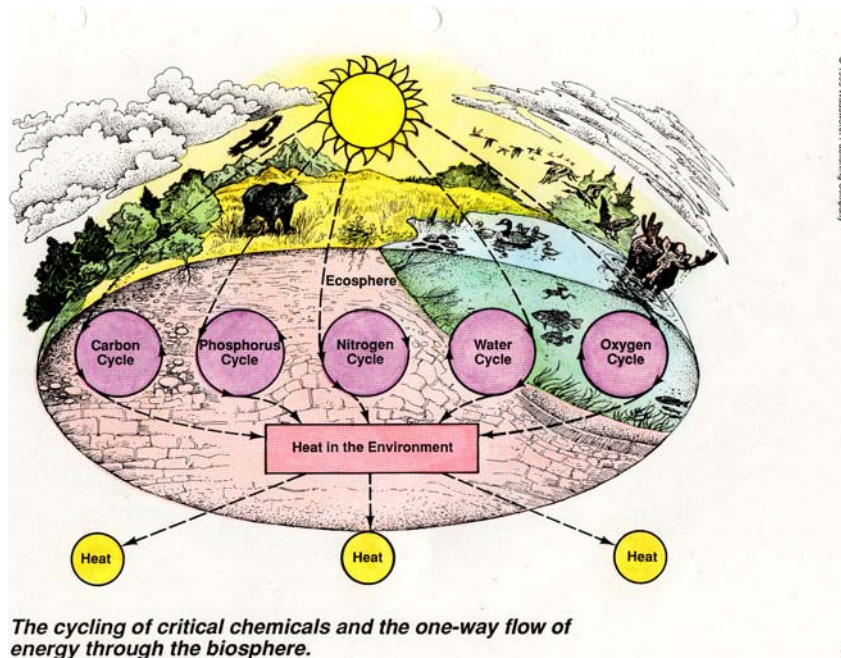 Ecosphere
Carbon
Cycle
Phosphorus
Cycle
Nitrogen
Cycle
Water
Cycle
Oxygen
Cycle
Heat in the Environment
Heat
Heat
Heat
The cycling of critical chemicals and the one-way flow of
energy through the biosphere.